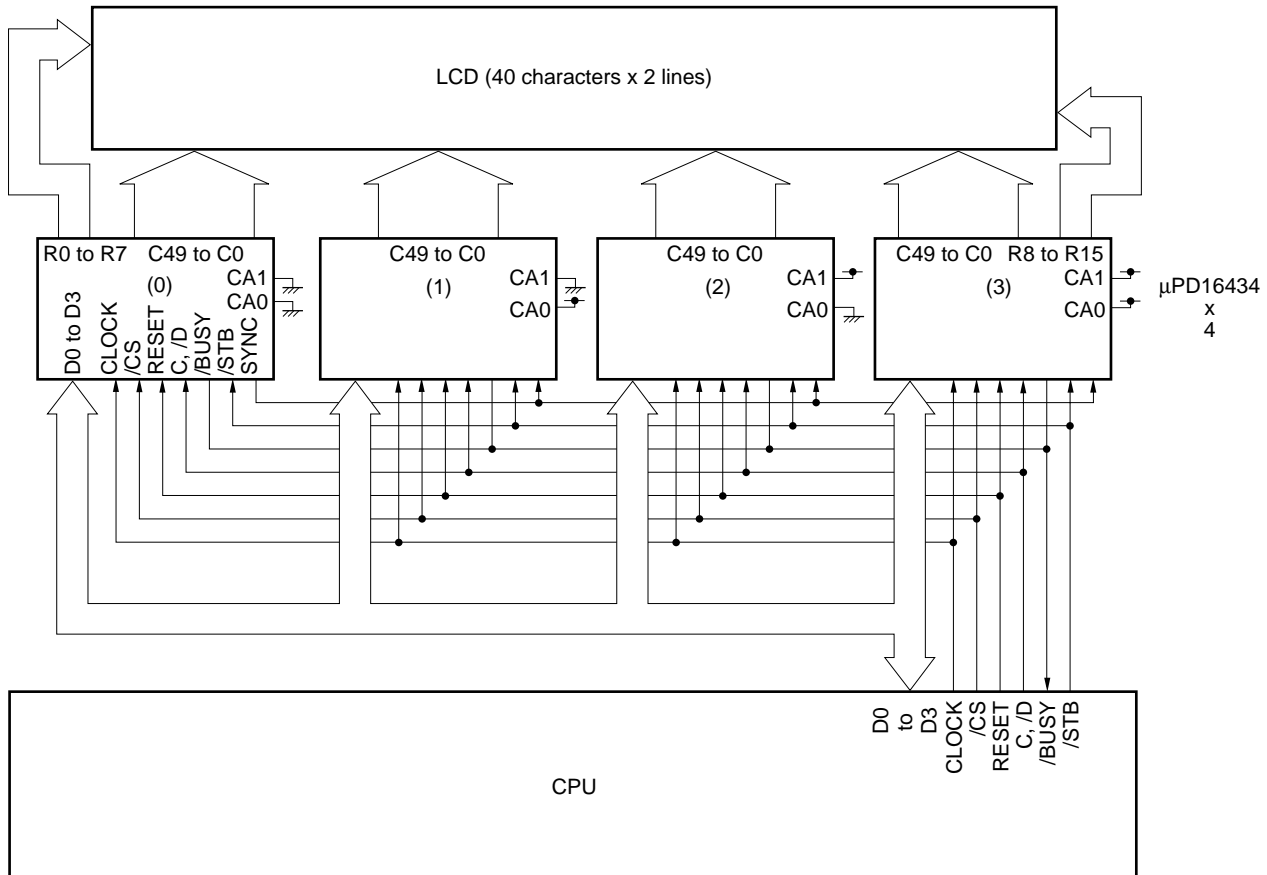 LCD (40 characters x 2 lines)
R0 to R7 C49 to C0
(0)
CA1
CA0
D0 to D3
CLOCK
/CS
RESET
C, /D
/BUSY
/STB
SYNC
C49 to C0
(1)
CA1
CA0
C49 to C0
(2)
CA1
CA0
C49 to C0 R8 to R15
(3)
CA1
CA0
μPD16434
x
4
D0
to
D3
CLOCK
/CS
RESET
C, /D
/BUSY
/STB
CPU